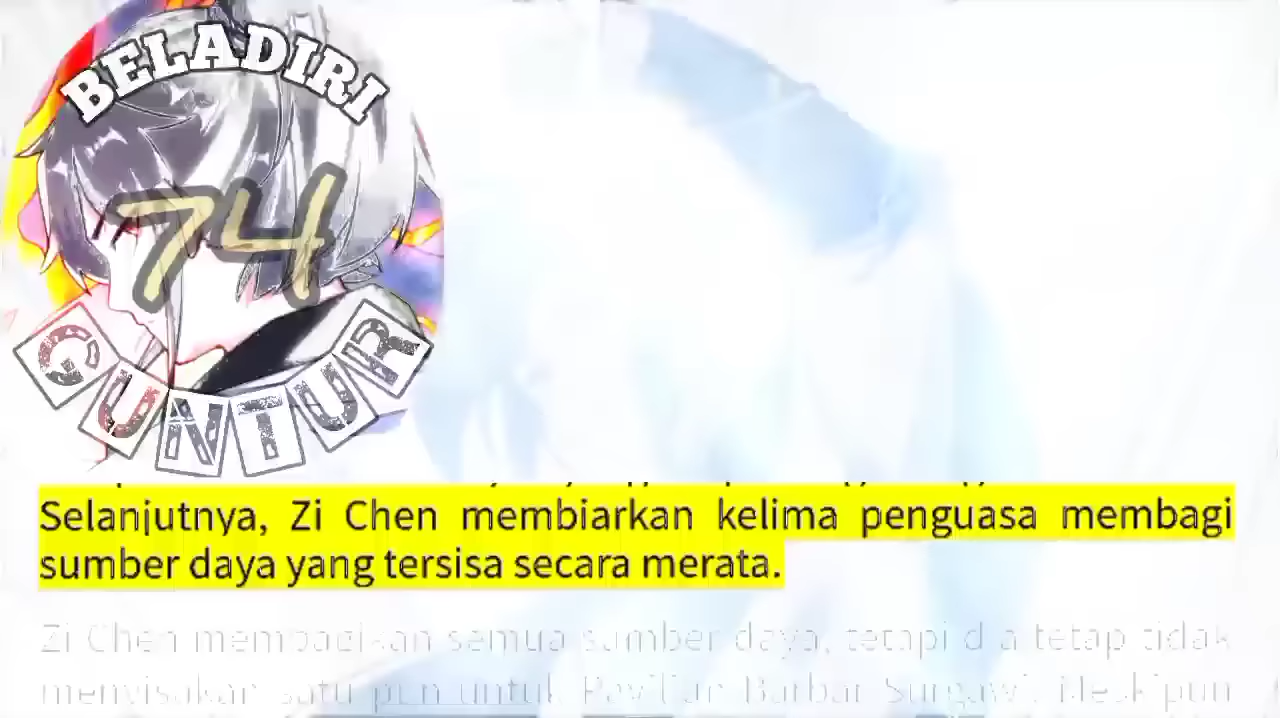 BELADIRI
74
GUNTUR
Selanjutnya, Zi Chen membiarkan kelima penguasa membagi
sumber daya yang tersisa secara merata.
Zi Chen membagikan semua sumber daya, tetapi dia tetap tidak
menyisakan satu pun untuk Paviliun Barbar Surgawi. Meskipun